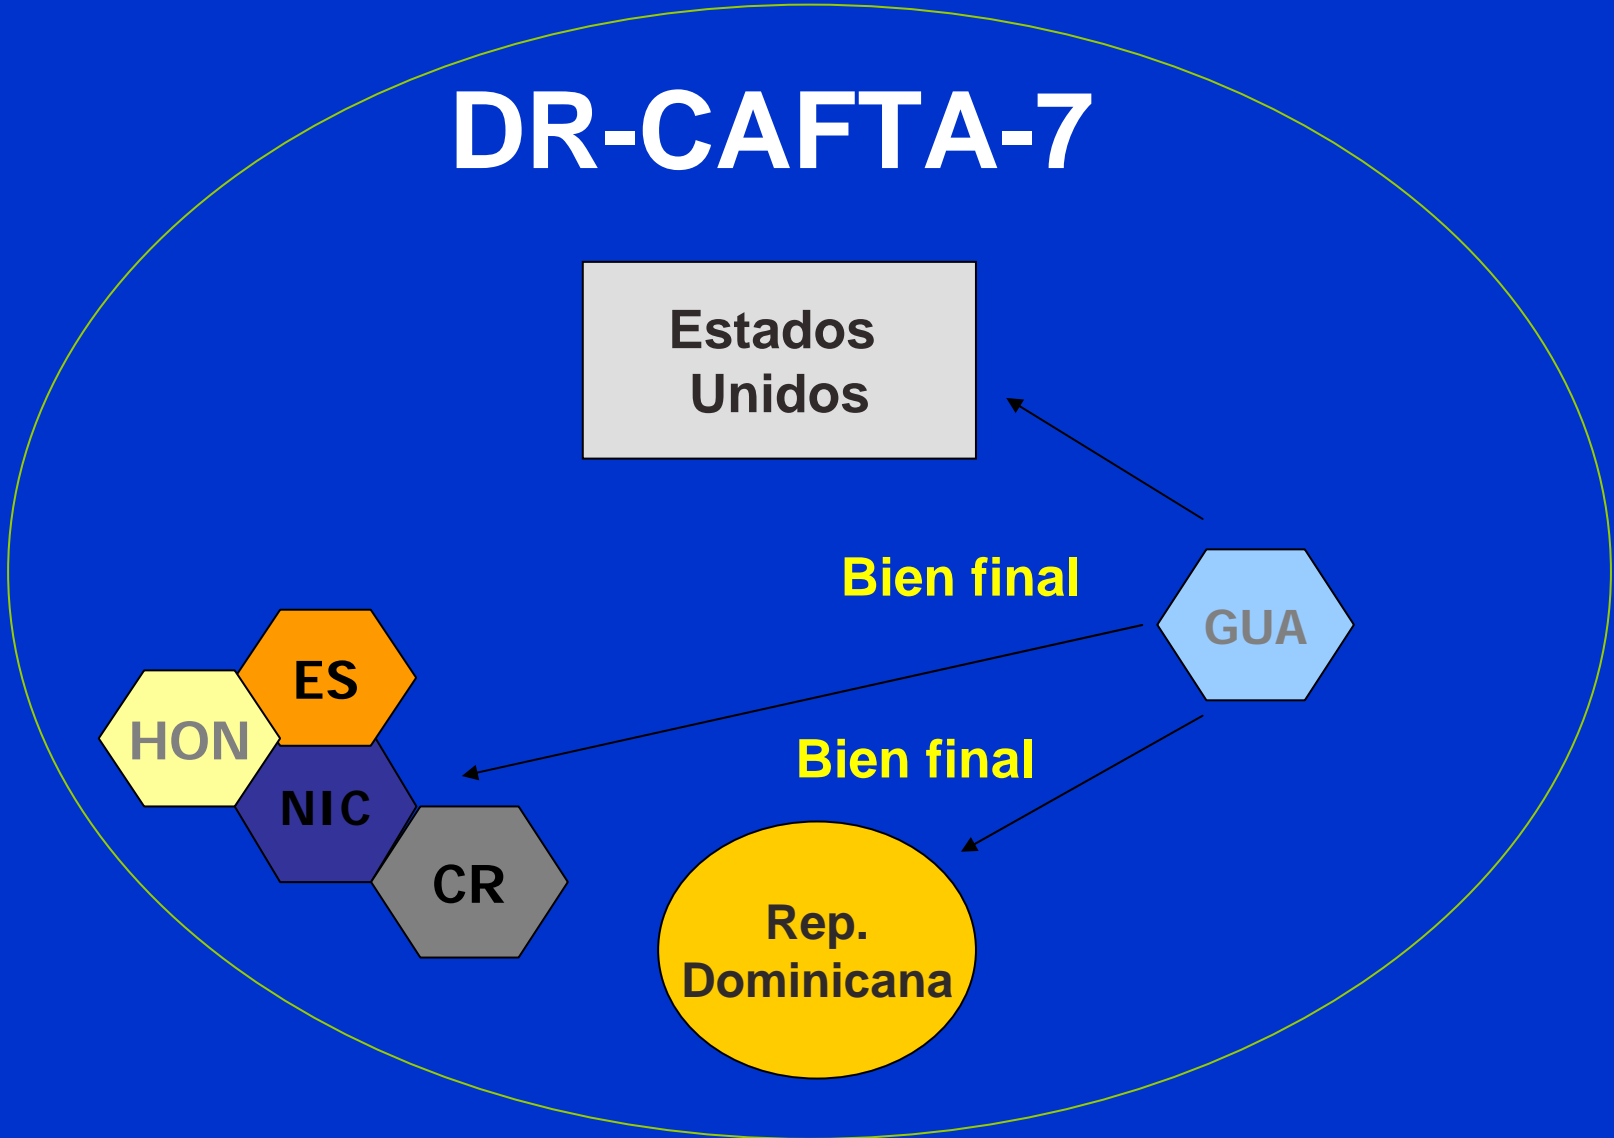 DR-CAFTA-7
Estados
Unidos
Bien final
GUA
ES
HON
NIC
Bien final
CR
Rep.
Dominicana